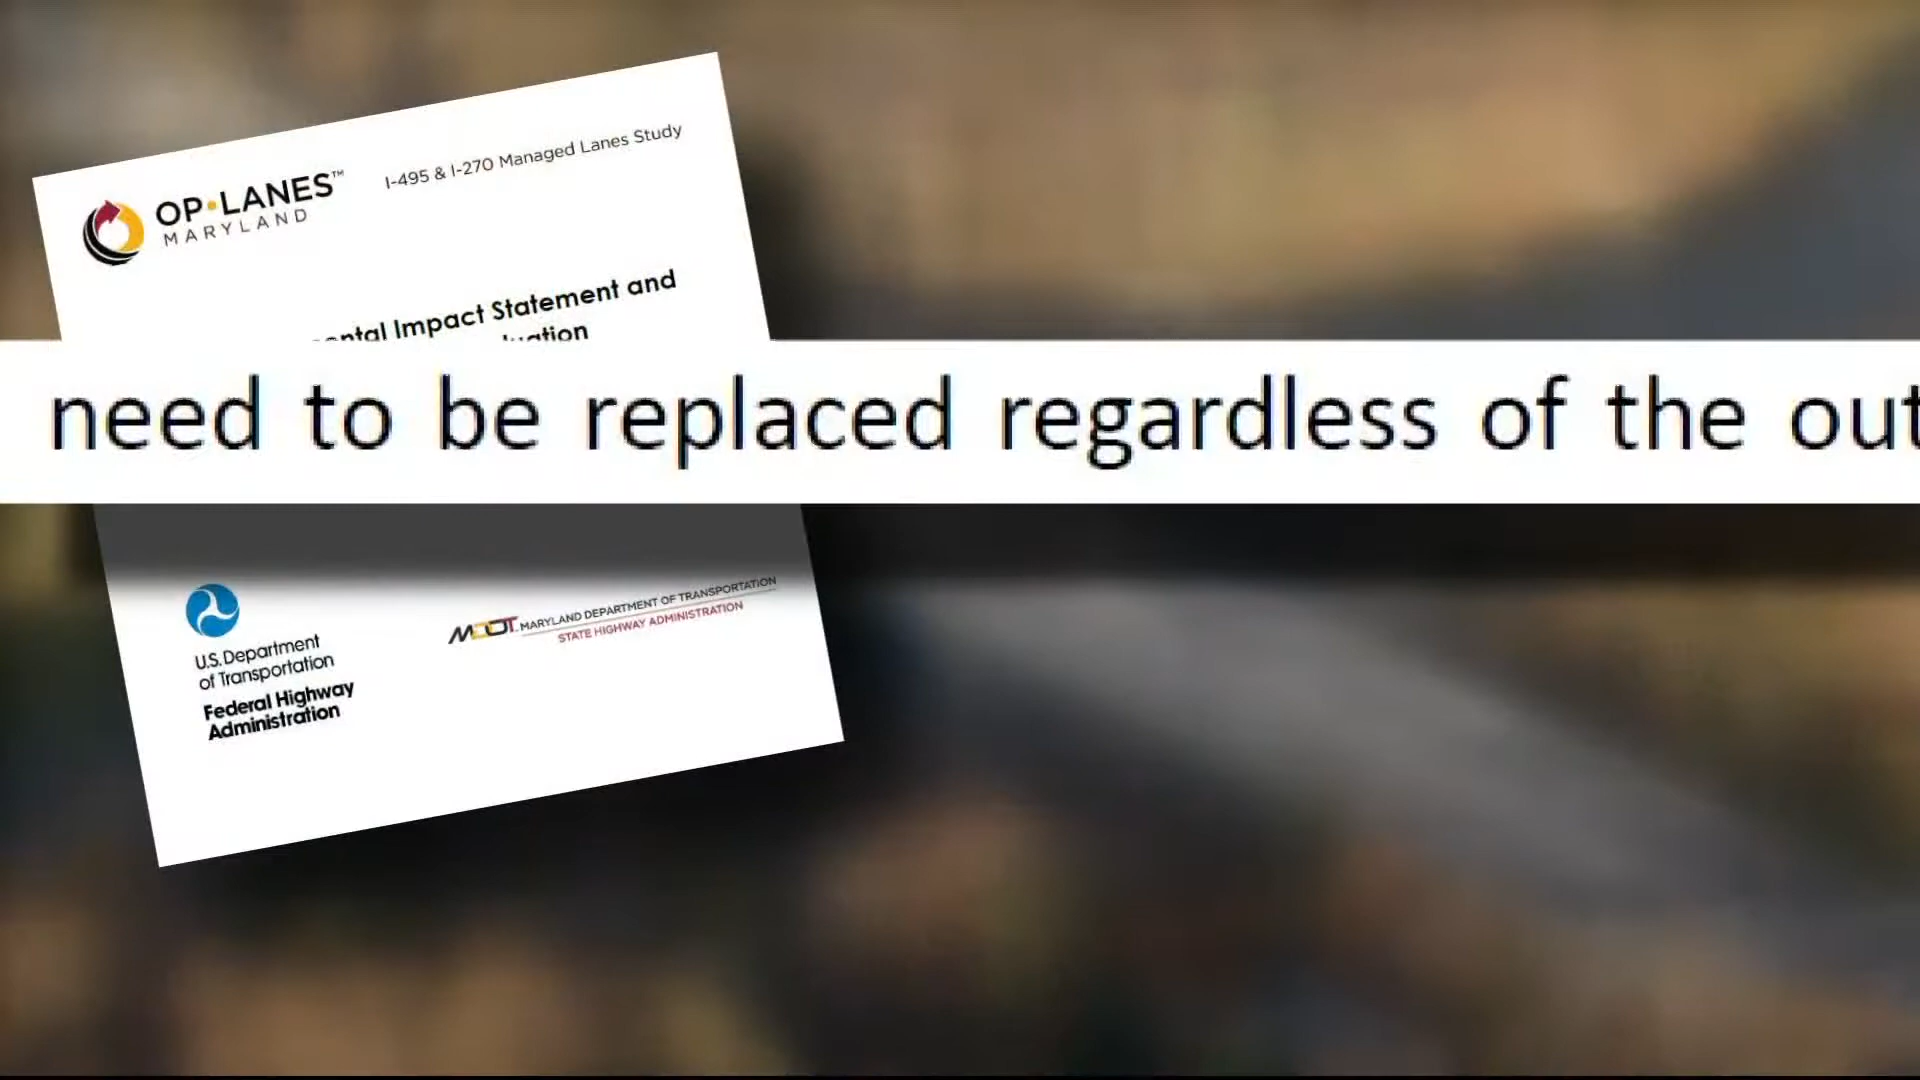 OP•LANES™
MARYLAND
I-495 & I-270 Managed Lanes Study
Impact Statement and
need to be replaced regardless of the
U.S. Department
of Transportation
Federal Highway
Administration
MDOT MARYLAND DEPARTMENT OF TRANSPORTATION
STATE HIGHWAY ADMINISTRATION